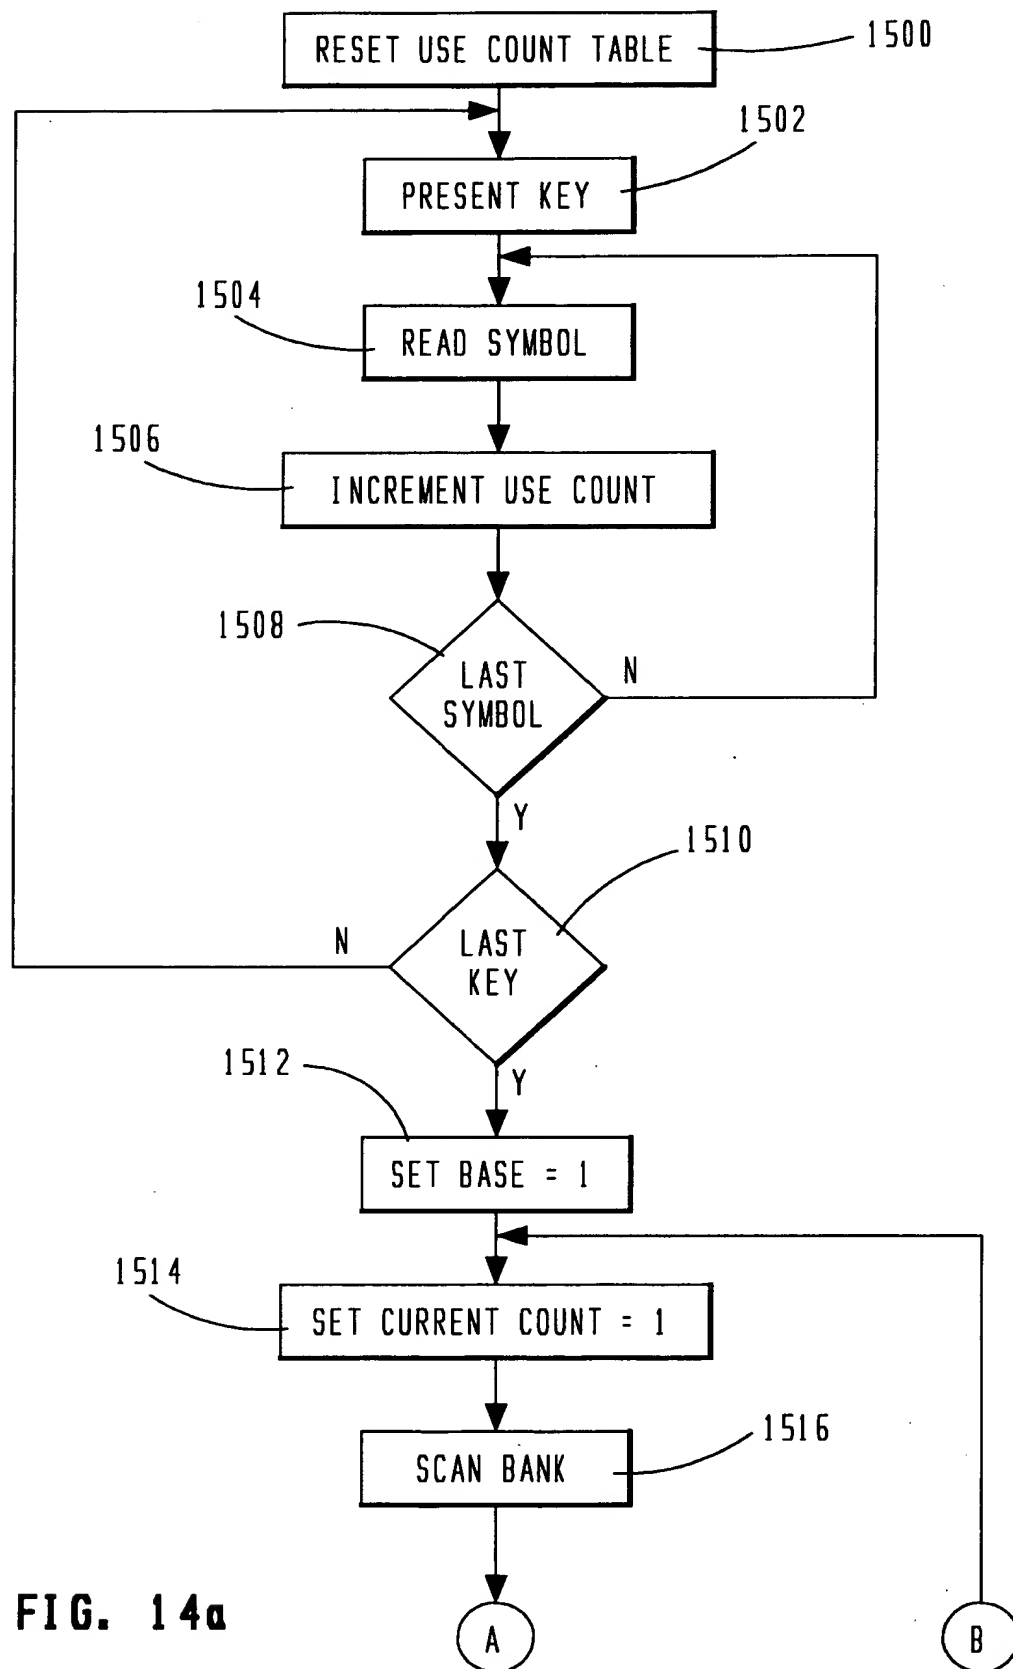 RESET USE COUNT TABLE
1500
1502
PRESENT KEY
1504
READ SYMBOL
1506
INCREMENT USE COUNT
1508
LAST
SYMBOL
N
Y
1510
LAST
KEY
N
Y
1512
SET BASE = 1
1514
SET CURRENT COUNT = 1
1516
SCAN BANK
FIG. 14a
A
B